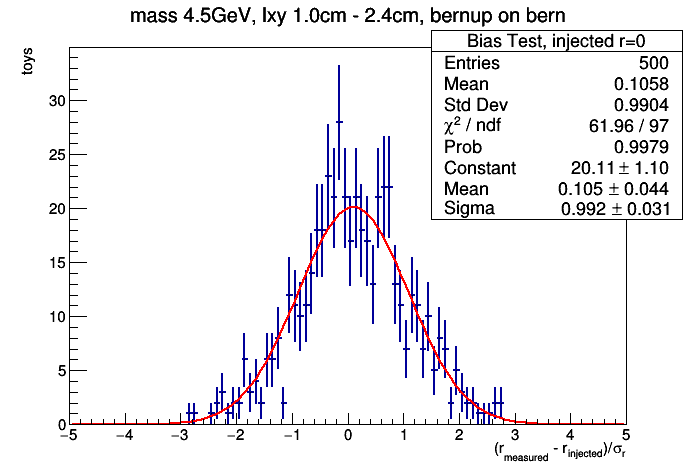 mass 4.5GeV, lxy 1.0cm - 2.4cm, bernup on bern
Bias Test, injected r=0
Entries 500
Mean 0.1058
Std Dev 0.9904
χ² / ndf 61.96 / 97
Prob 0.9979
Constant 20.11 ± 1.10
Mean 0.105 ± 0.044
Sigma 0.992 ± 0.031
toys
30
25
20
15
10
5
0
−5 −4 −3 −2 −1 0 1 2 3 4 5
(r_measured - r_injected)/σ_r